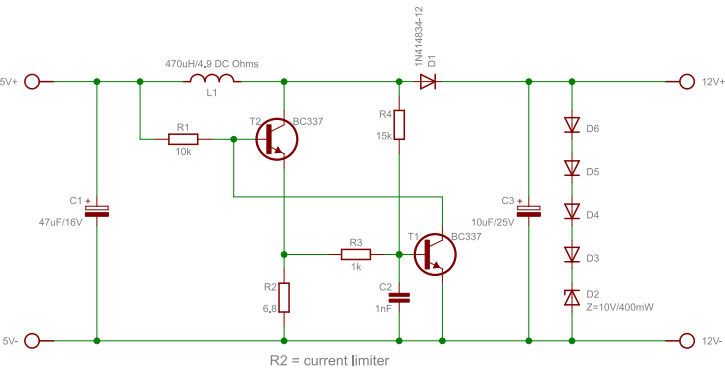 470uH/4.9 DC Ohms
L1
1N414834-12
D1
5V+
12V+
R1
10k
T2
BC337
R4
15k
D6
D5
D4
D3
D2
Z=10V/400mW
C1
+
47uF/16V
C3
+
10uF/25V
R3
1k
T1
BC337
R2
6.8
C2
1nF
5V-
12V-
R2 = current limiter